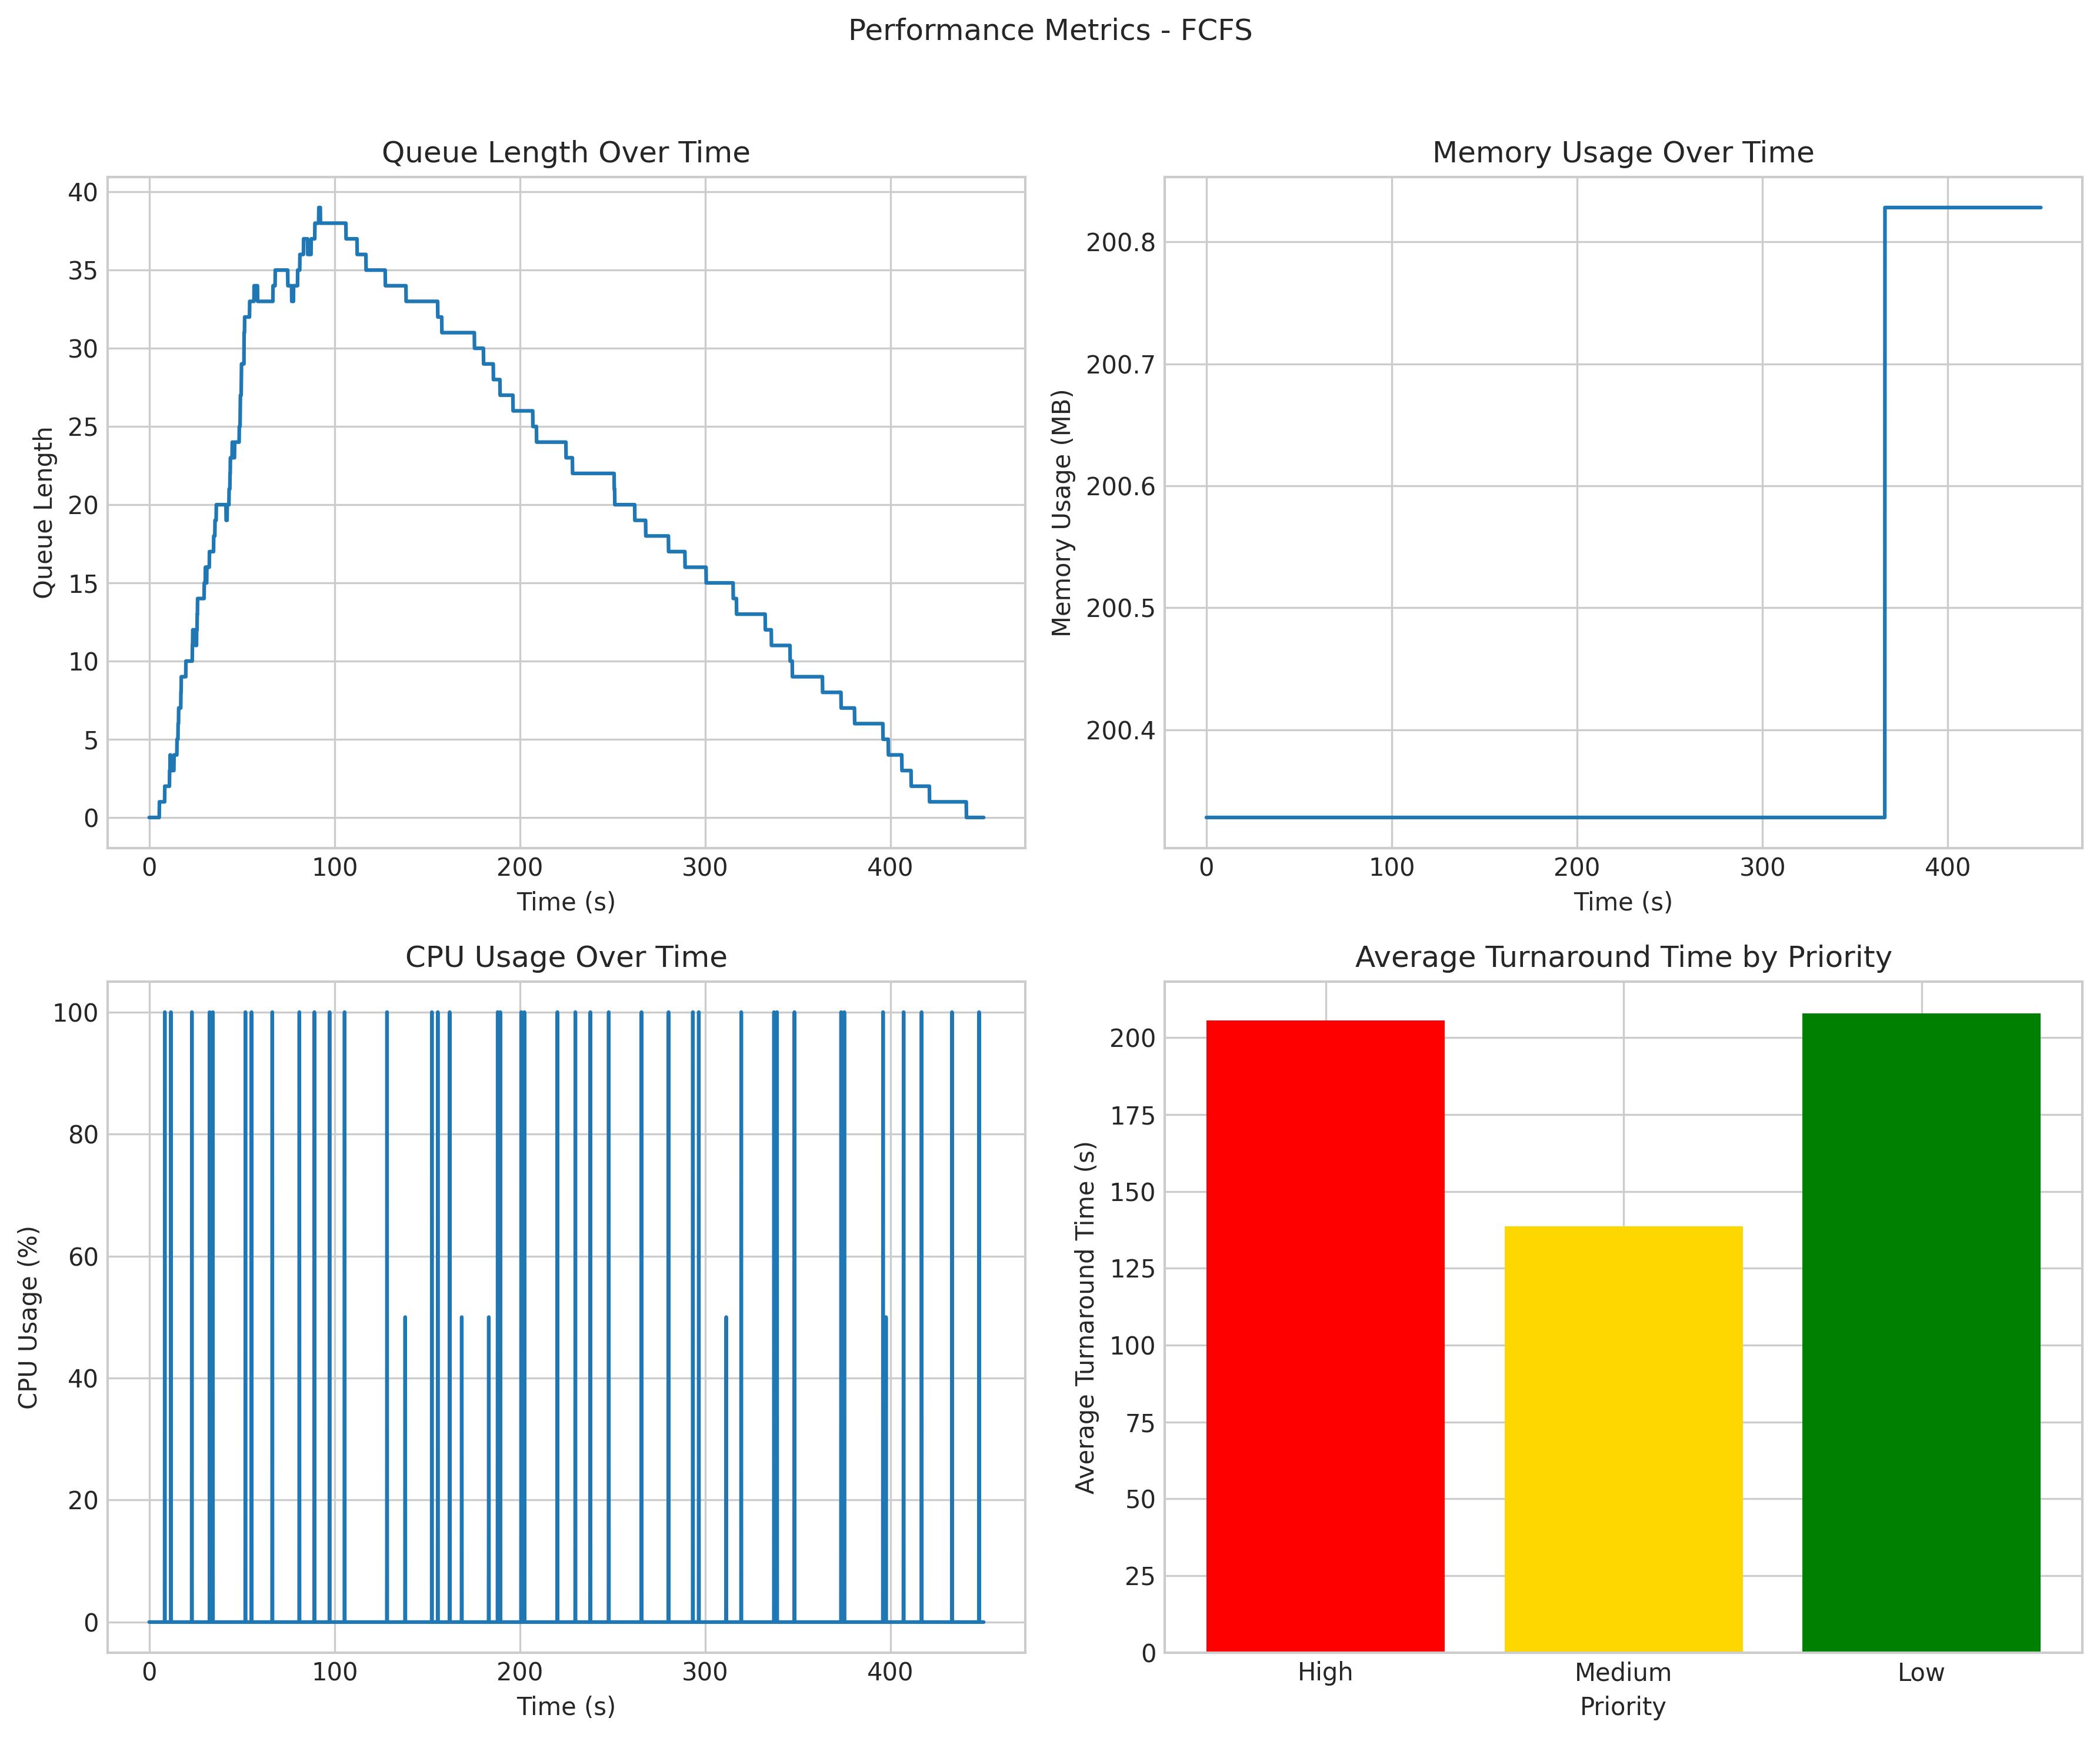 Performance Metrics - FCFS
Queue Length Over Time
Queue Length
40
35
30
25
20
15
10
5
0
0 100 200 300 400
Time (s)
Memory Usage Over Time
Memory Usage (MB)
200.8
200.7
200.6
200.5
200.4
0 100 200 300 400
Time (s)
CPU Usage Over Time
CPU Usage (%)
100
80
60
40
20
0
0 100 200 300 400
Time (s)
Average Turnaround Time by Priority
Average Turnaround Time (s)
200
175
150
125
100
75
50
25
0
High Medium Low
Priority